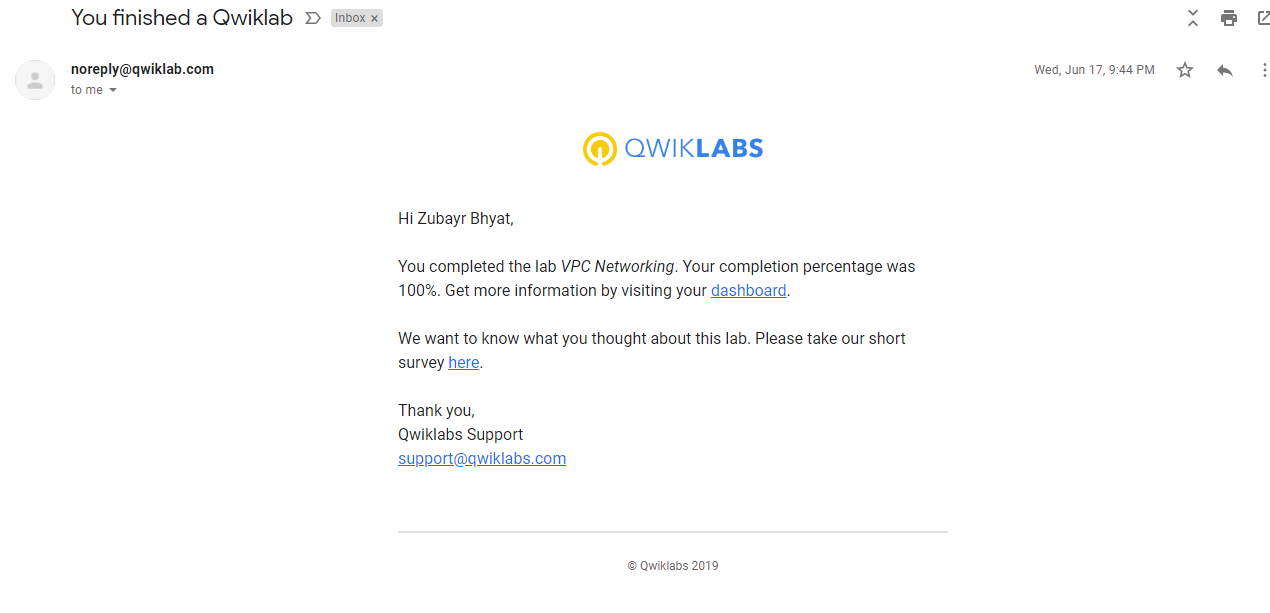 You finished a Qwiklab
Inbox ×
noreply@qwiklab.com
Wed, Jun 17, 9:44 PM
to me
QWIKLABS
Hi Zubayr Bhyat,
You completed the lab VPC Networking. Your completion percentage was
100%. Get more information by visiting your dashboard.
We want to know what you thought about this lab. Please take our short
survey here.
Thank you,
Qwiklabs Support
support@qwiklabs.com
© Qwiklabs 2019